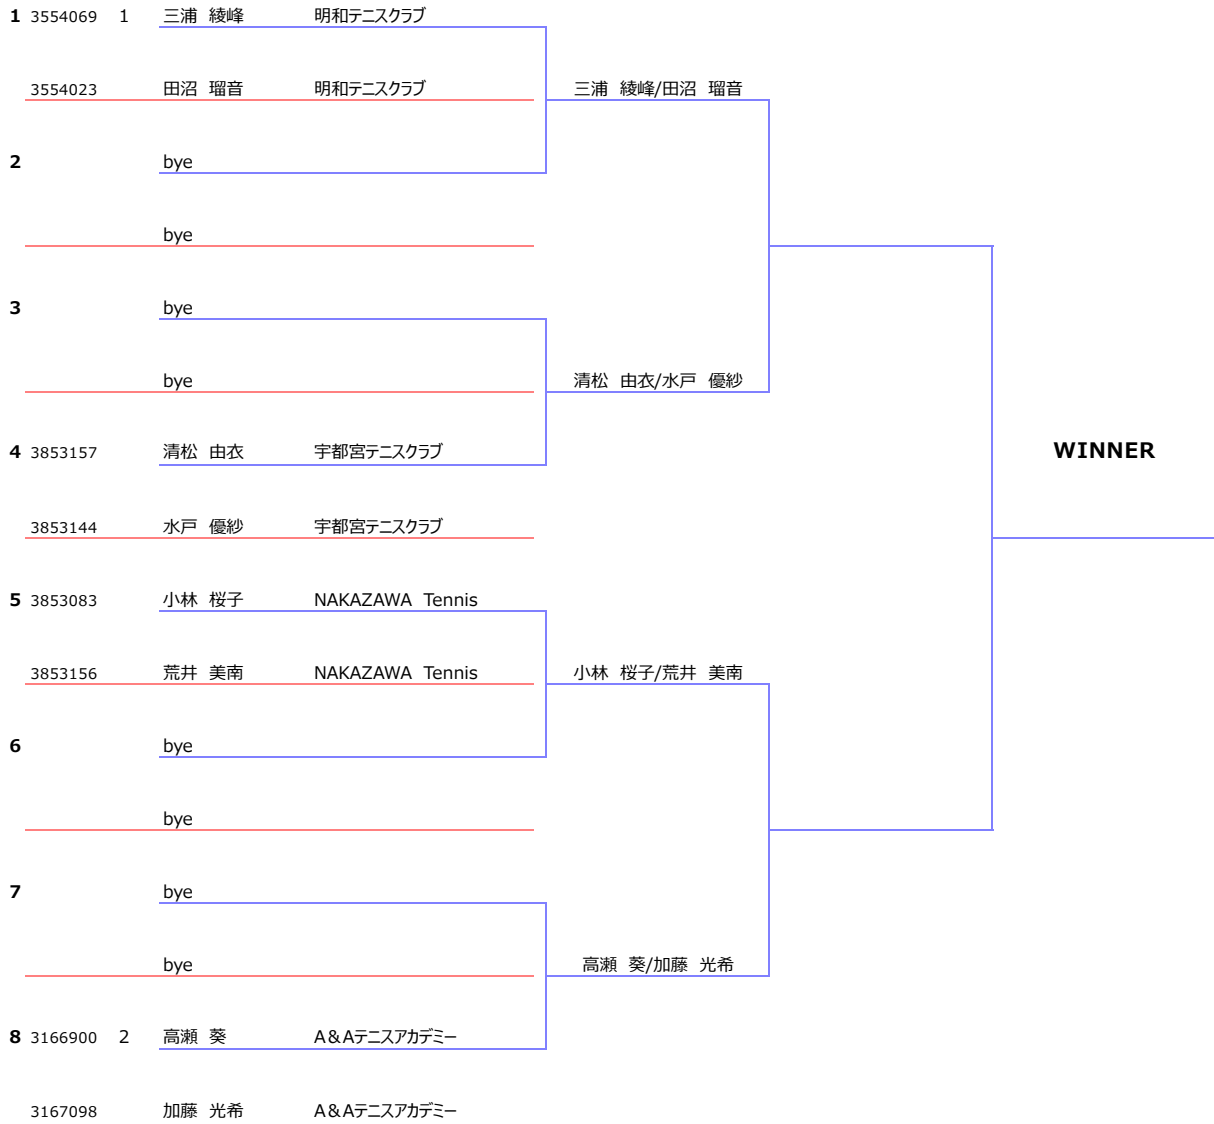 1 3554069 1 三浦 綾峰 明和テニスクラブ
3554023 田沼 瑠音 明和テニスクラブ 三浦 綾峰/田沼 瑠音
2 bye
bye
3 bye
bye 清松 由衣/水戸 優紗
4 3853157 清松 由衣 宇都宮テニスクラブ WINNER
3853144 水戸 優紗 宇都宮テニスクラブ
5 3853083 小林 桜子 NAKAZAWA Tennis
3853156 荒井 美南 NAKAZAWA Tennis 小林 桜子/荒井 美南
6 bye
bye
7 bye
bye 高瀬 葵/加藤 光希
8 3166900 2 高瀬 葵 A&Aテニスアカデミー
3167098 加藤 光希 A&Aテニスアカデミー